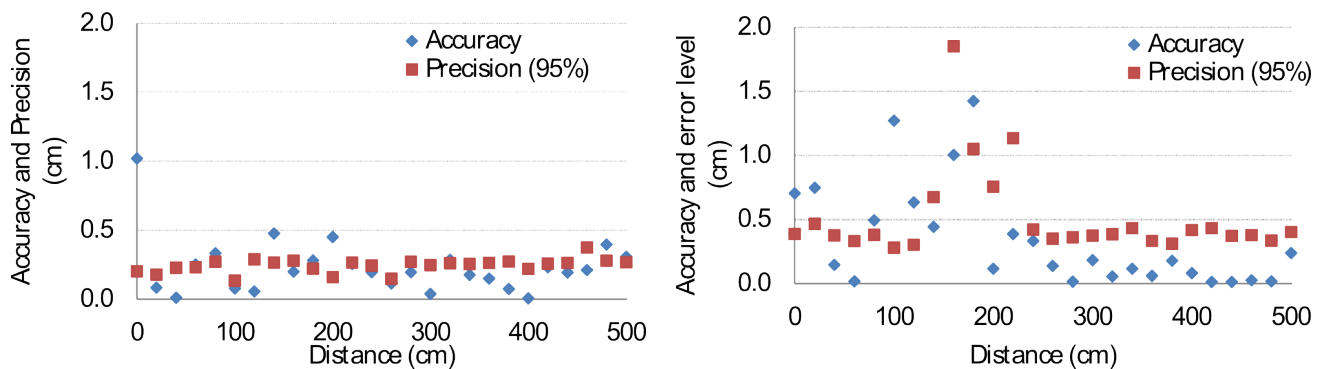 Accuracy and Precision
(cm)
2.0
1.5
1.0
0.5
0.0
Accuracy
Precision (95%)
0 100 200 300 400 500
Distance (cm)
Accuracy and error level
(cm)
2.0
1.5
1.0
0.5
0.0
Accuracy
Precision (95%)
0 100 200 300 400 500
Distance (cm)